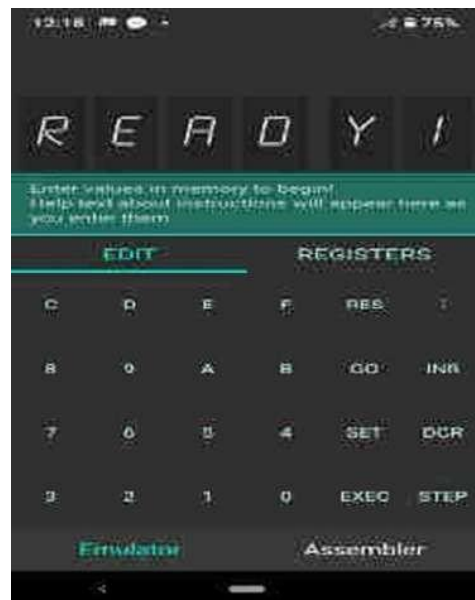 12:18 75%
R E A D Y !
Enter values in memory to begin!
Help text about instructions will appear here as
you enter them
EDIT REGISTERS
C D E F RES
8 9 A B GO INR
7 6 5 4 SET DCR
3 2 1 0 EXEC STEP
Emulator Assembler